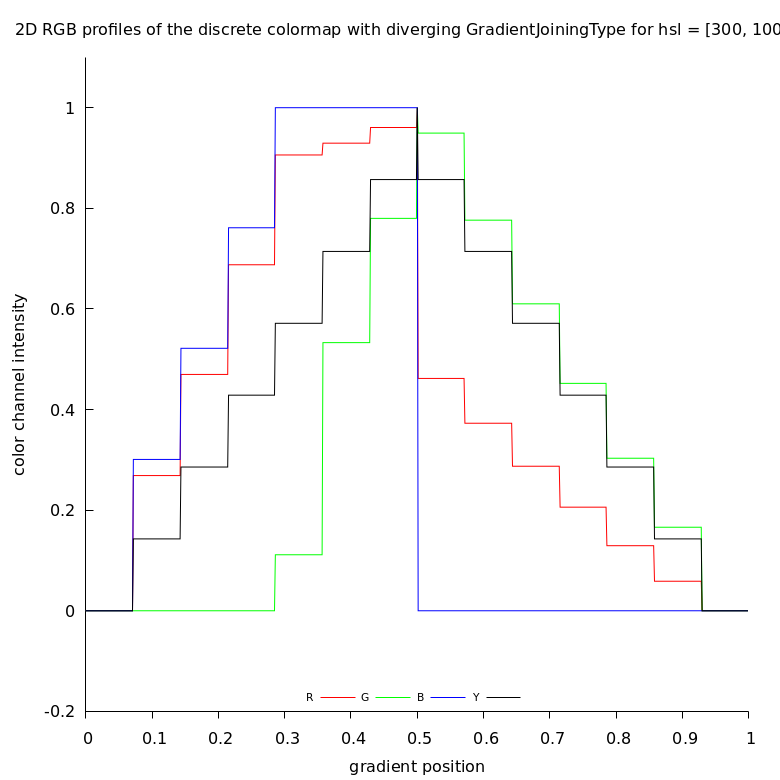 2D RGB profiles of the discrete colormap with diverging GradientJoiningType for hsl = [300, 100
1
0.8
0.6
0.4
0.2
0
-0.2
color channel intensity
R G B Y
0 0.1 0.2 0.3 0.4 0.5 0.6 0.7 0.8 0.9 1
gradient position